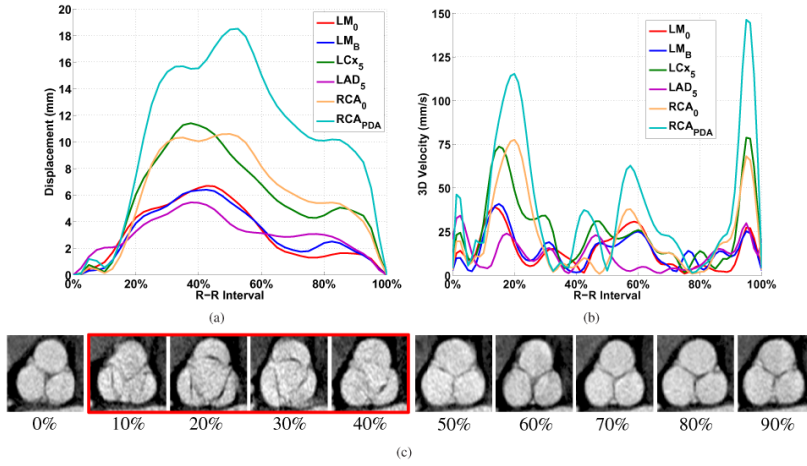 20
18
16
14
12
10
8
6
4
2
0
Displacement (mm)
0%
20%
40%
60%
80%
100%
R−R Interval
LM0
LMB
LCx5
LAD5
RCA0
RCAPDA
(a)
150
125
100
75
50
25
0
3D Velocity (mm/s)
0%
20%
40%
60%
80%
100%
R−R Interval
LM0
LMB
LCx5
LAD5
RCA0
RCAPDA
(b)
0% 10% 20% 30% 40% 50% 60% 70% 80% 90%
(c)